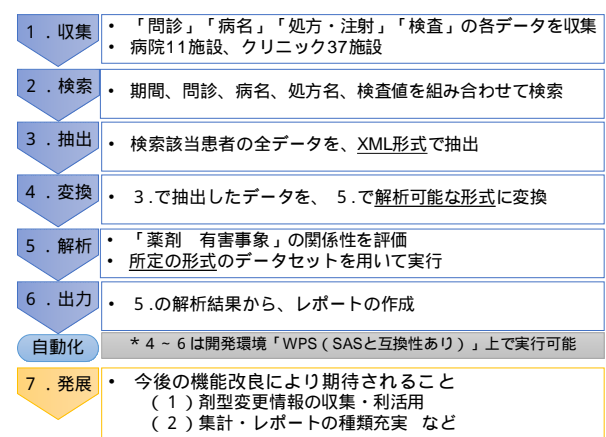 1．収集
・ 「問診」「病名」「処方・注射」「検査」の各データを収集
・ 病院11施設、クリニック37施設
2．検索
・ 期間、問診、病名、処方名、検査値を組み合わせて検索
3．抽出
・ 検索該当患者の全データを、XML形式で抽出
4．変換
・ 3.で抽出したデータを、 5.で解析可能な形式に変換
5．解析
・ 「薬剤　有害事象」の関係性を評価
・ 所定の形式のデータセットを用いて実行
6．出力
・ 5.の解析結果から、レポートの作成
自動化
*4~6は開発環境「WPS（SASと互換性あり）」上で実行可能
7．発展
・ 今後の機能改良により期待されること
（1）剤型変更情報の収集・利活用
（2）集計・レポートの種類充実 など